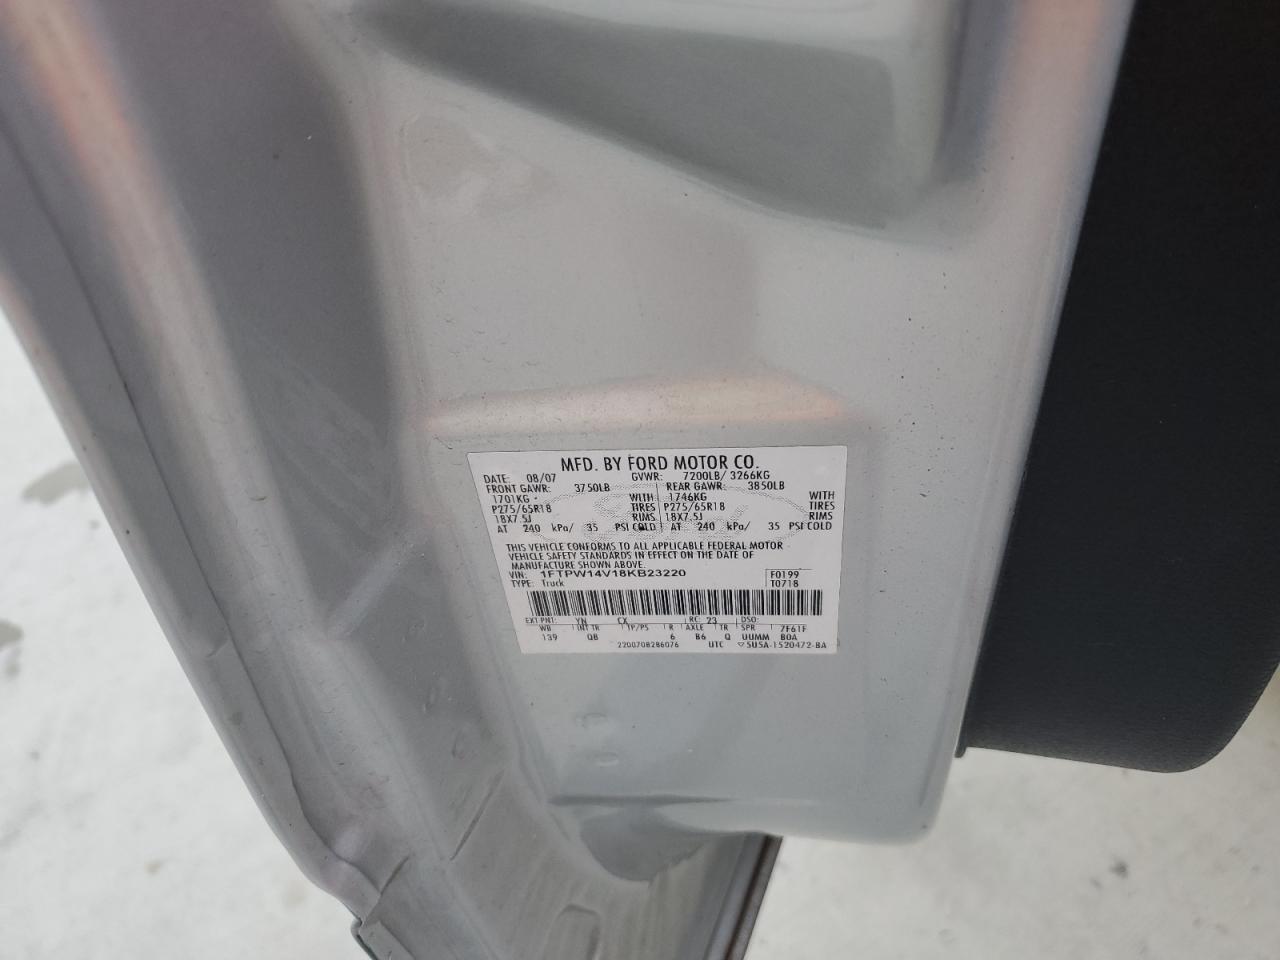 MFD. BY FORD MOTOR CO.
DATE: 08/07 GVWR: 7200LB/ 3266KG
FRONT GAWR: 3750LB REAR GAWR: 3850LB
1701KG WITH 1746KG WITH
P275/65R18 TIRES P275/65R18 TIRES
18X7.5J RIMS 18X7.5J RIMS
AT 240 kPa/ 35 PSI COLD AT 240 kPa/ 35 PSI COLD
THIS VEHICLE CONFORMS TO ALL APPLICABLE FEDERAL MOTOR
VEHICLE SAFETY STANDARDS IN EFFECT ON THE DATE OF
MANUFACTURE SHOWN ABOVE.
VIN: 1FTPW14V18KB23220 F0199
TYPE: Truck T0718
EXT PNT: YN CX RC: 23 DSO:
WB INT TR TP/PS R AXLE TR SPR 7F61F
139 QB 6 B6 Q UUMM B0A
2200708286076 UTC ▽5U5A-1520472-BA